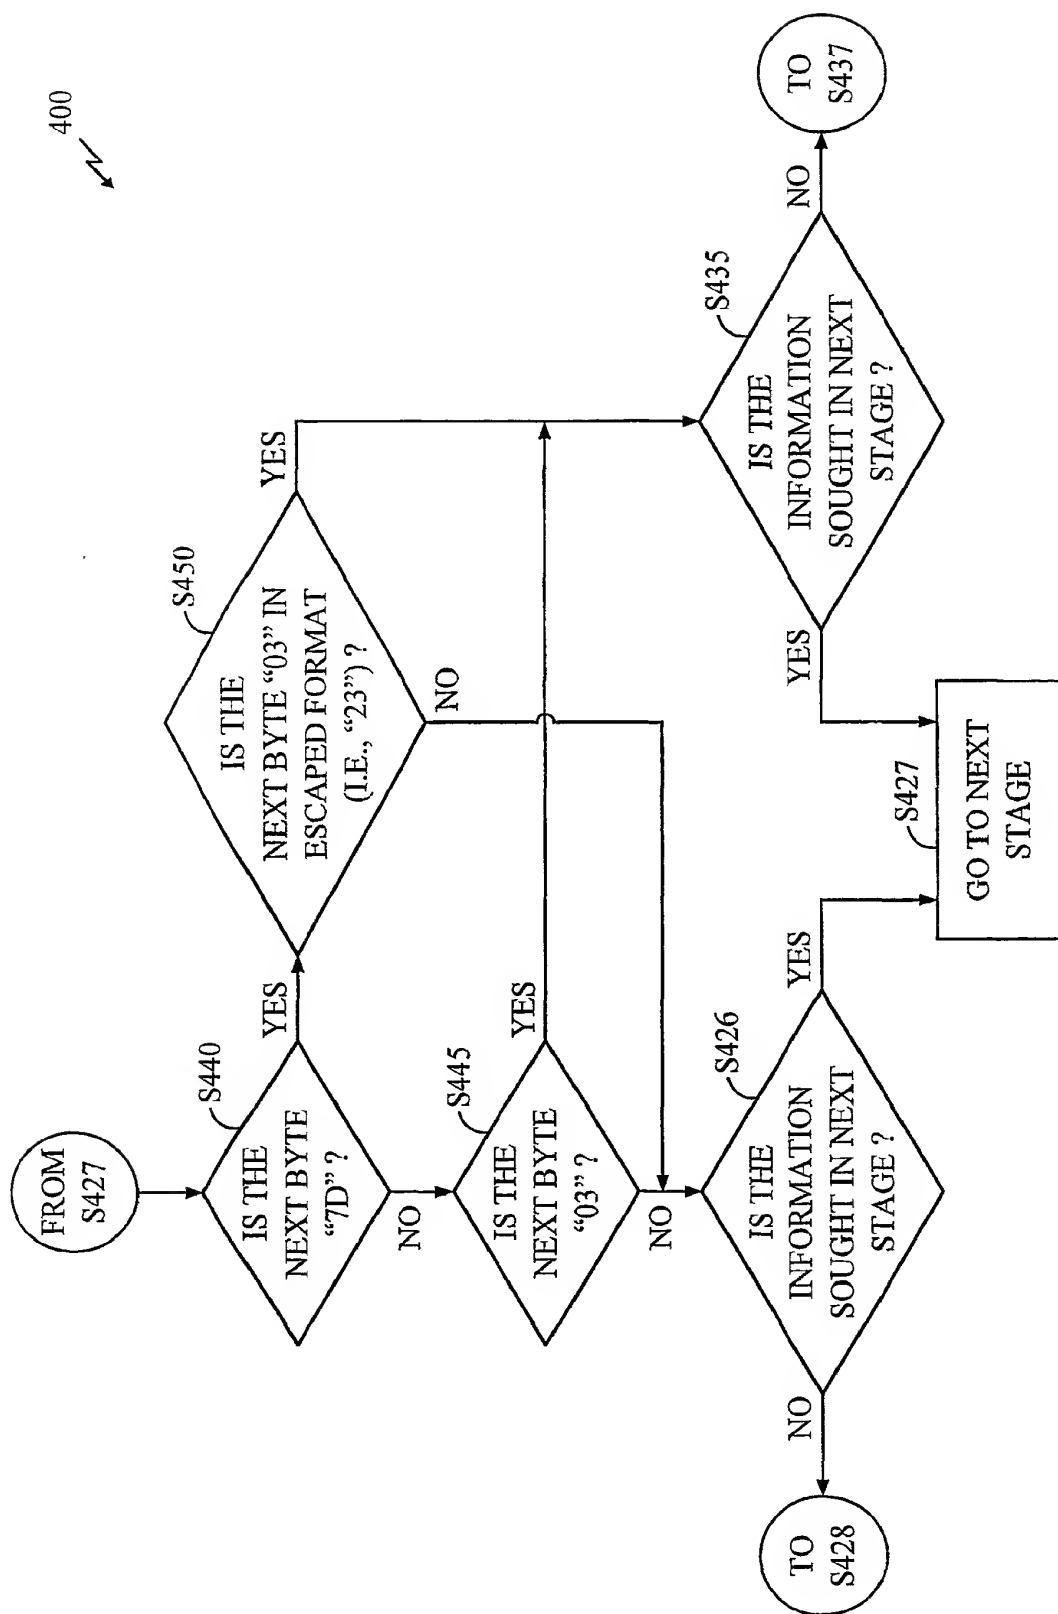 400
FROM
S427
S440
IS THE
NEXT BYTE
“7D” ?
YES
NO
S450
IS THE
NEXT BYTE “03” IN
ESCAPED FORMAT
(I.E., “23”) ?
YES
NO
S445
IS THE
NEXT BYTE
“03” ?
YES
NO
S426
IS THE
INFORMATION
SOUGHT IN NEXT
STAGE ?
YES
NO
TO
S428
S435
IS THE
INFORMATION
SOUGHT IN NEXT
STAGE ?
YES
NO
TO
S437
S427
GO TO NEXT
STAGE